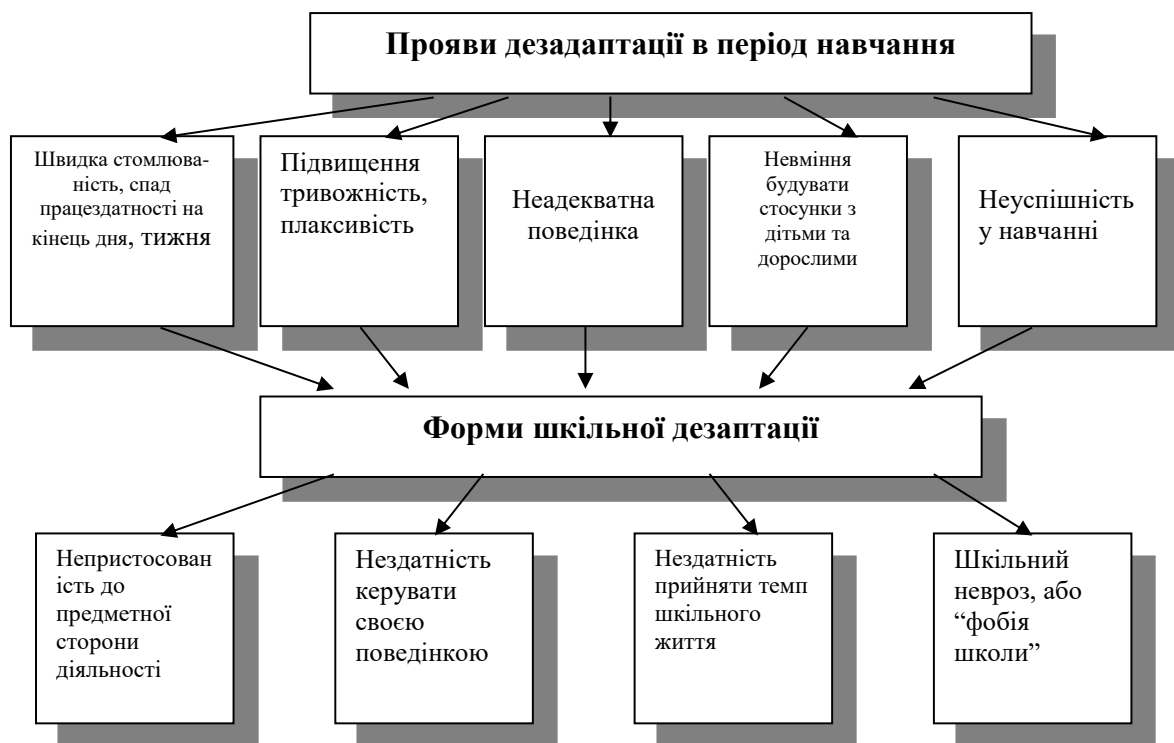 Прояви дезадаптації в період навчання
Швидка стомлюва-
ність, спад
працездатності на
кінець дня, тижня
Підвищення
тривожність,
плаксивість
Неадекватна
поведінка
Невміння
будувати
стосунки з
дітьми та
дорослими
Неуспішність
у навчанні
Форми шкільної дезаптації
Непристосован
ість до
предметної
сторони
діяльності
Нездатність
керувати
своєю
поведінкою
Нездатність
прийняти темп
шкільного
життя
Шкільний
невроз, або
“фобія
школи”